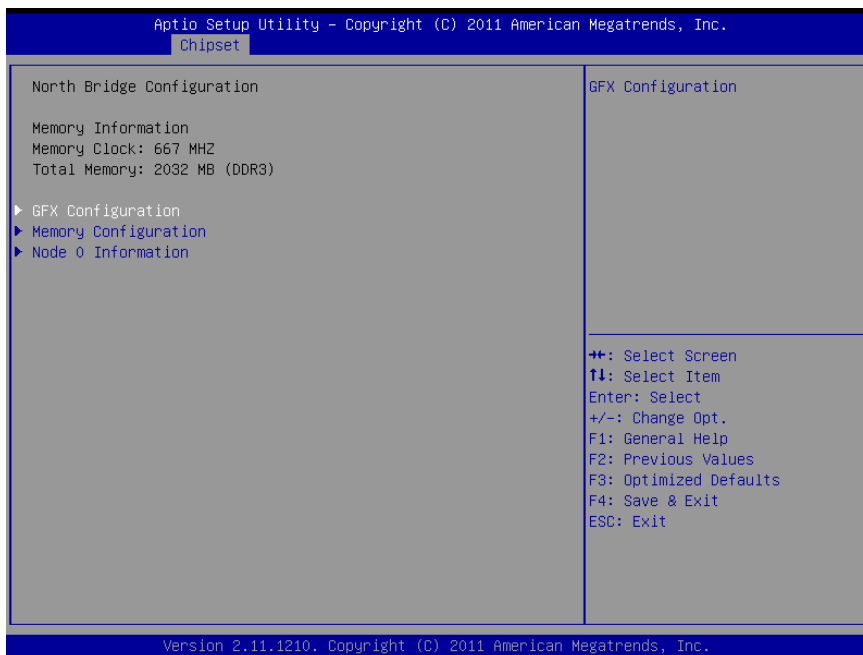 Aptio Setup Utility – Copyright (C) 2011 American Megatrends, Inc.
Chipset
North Bridge Configuration
Memory Information
Memory Clock: 667 MHZ
Total Memory: 2032 MB (DDR3)
► GFX Configuration
► Memory Configuration
► Node 0 Information
GFX Configuration
→←: Select Screen
↑↓: Select Item
Enter: Select
+/-: Change Opt.
F1: General Help
F2: Previous Values
F3: Optimized Defaults
F4: Save & Exit
ESC: Exit
Version 2.11.1210. Copyright (C) 2011 American Megatrends, Inc.